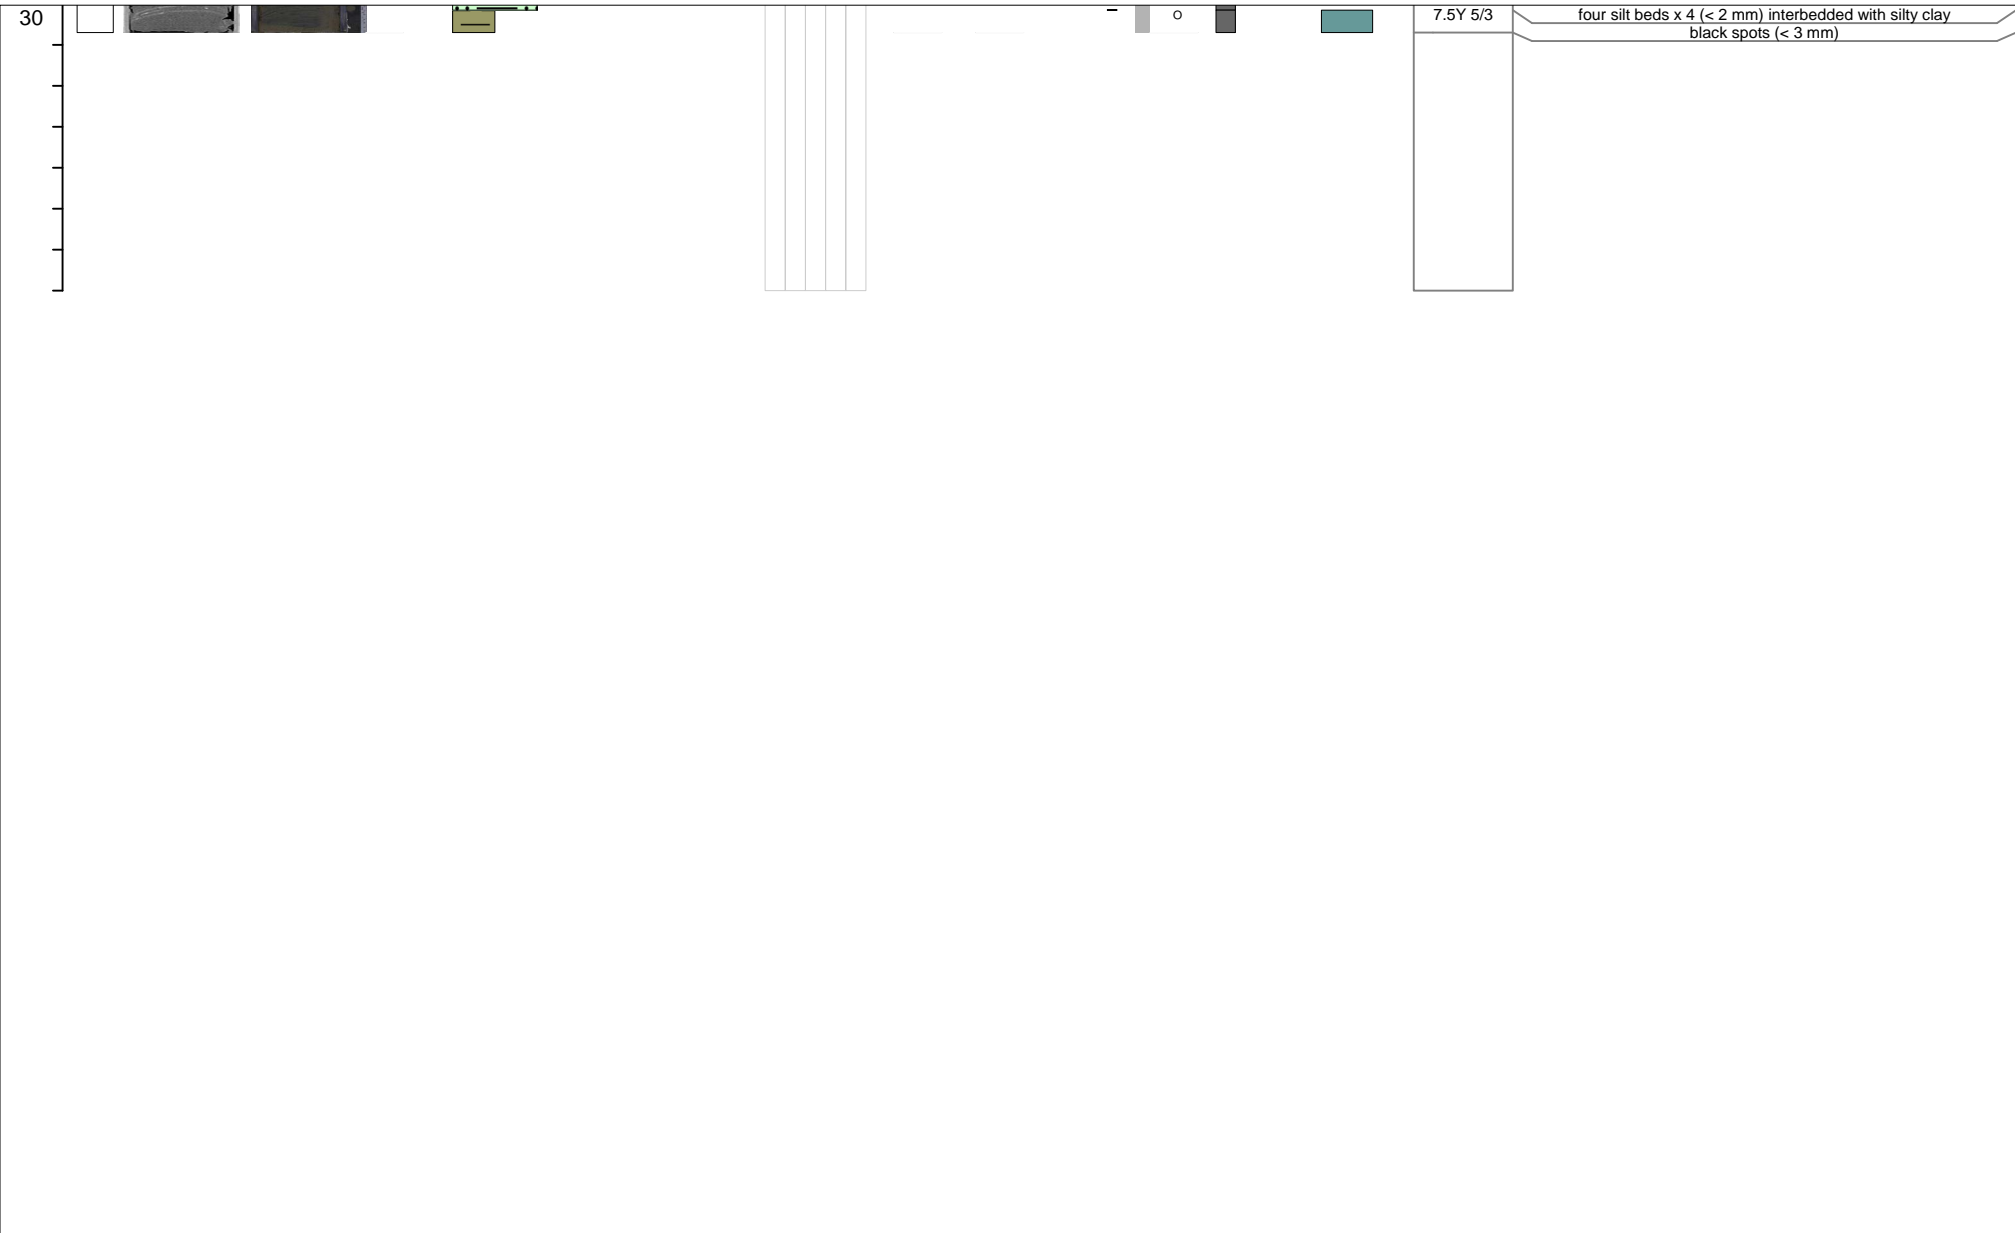 30
o
7.5Y 5/3
four silt beds x 4 (< 2 mm) interbedded with silty clay
black spots (< 3 mm)